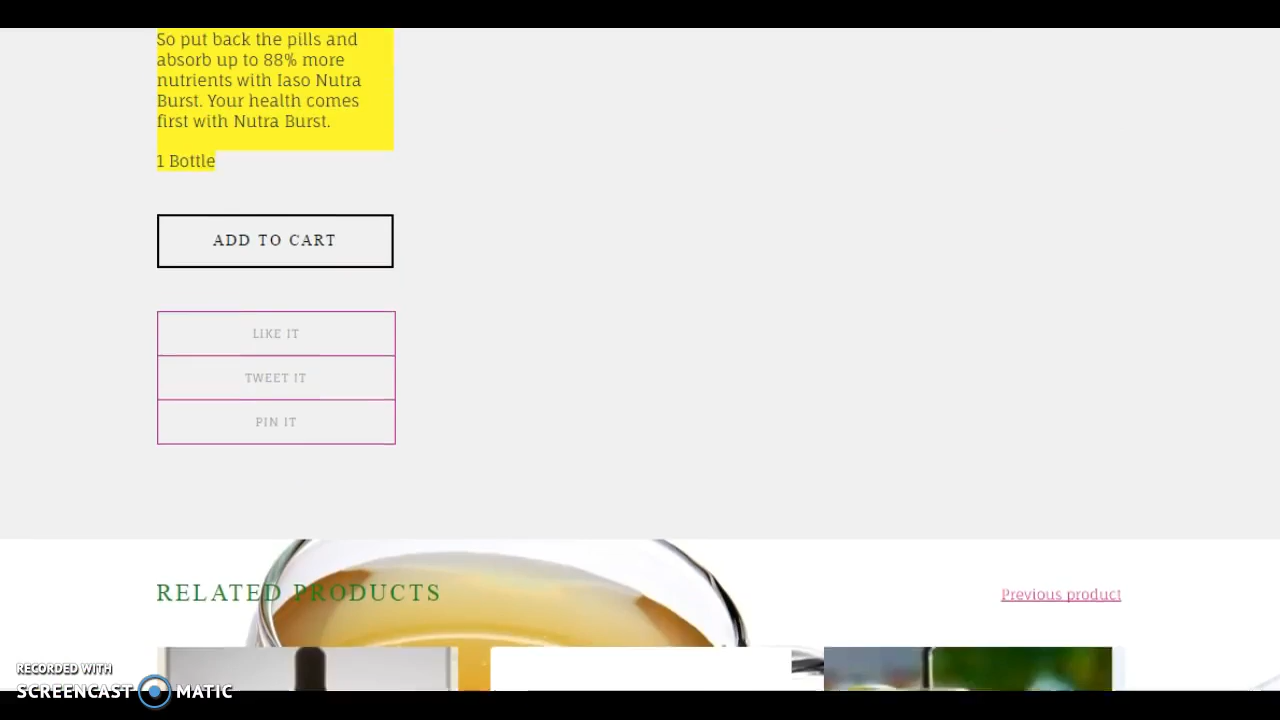 So put back the pills and
absorb up to 88% more
nutrients with Iaso Nutra
Burst. Your health comes
first with Nutra Burst.
1 Bottle
ADD TO CART
LIKE IT
TWEET IT
PIN IT
RELATED PRODUCTS
Previous product
RECORDED WITH
SCREENCAST MATIC